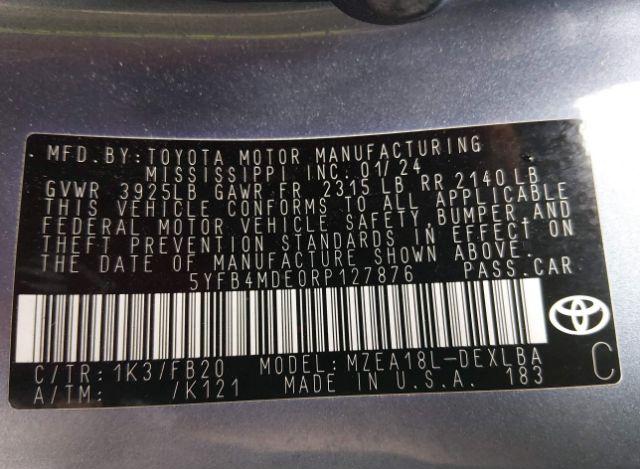 MFD. BY: TOYOTA MOTOR MANUFACTURING
MISSISSIPPI INC. 01/24
GVWR 3925LB GAWR FR 2315 LB RR 2140 LB
THIS VEHICLE CONFORMS TO ALL APPLICABLE
FEDERAL MOTOR VEHICLE SAFETY, BUMPER, AND
THEFT PREVENTION STANDARDS IN EFFECT ON
THE DATE OF MANUFACTURE SHOWN ABOVE.
5YFB4MDE0RP127876 PASS. CAR
C/TR: 1K3/FB20 MODEL: MZEA18L-DEXLBA
A/TM: /K121 MADE IN U.S.A. 183 C